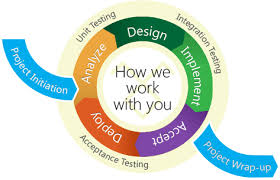 Project Initiation
Unit Testing
Analyze
Design
Integration Testing
Implement
How we
work
with you
Deploy
Accept
Acceptance Testing
Project Wrap-up